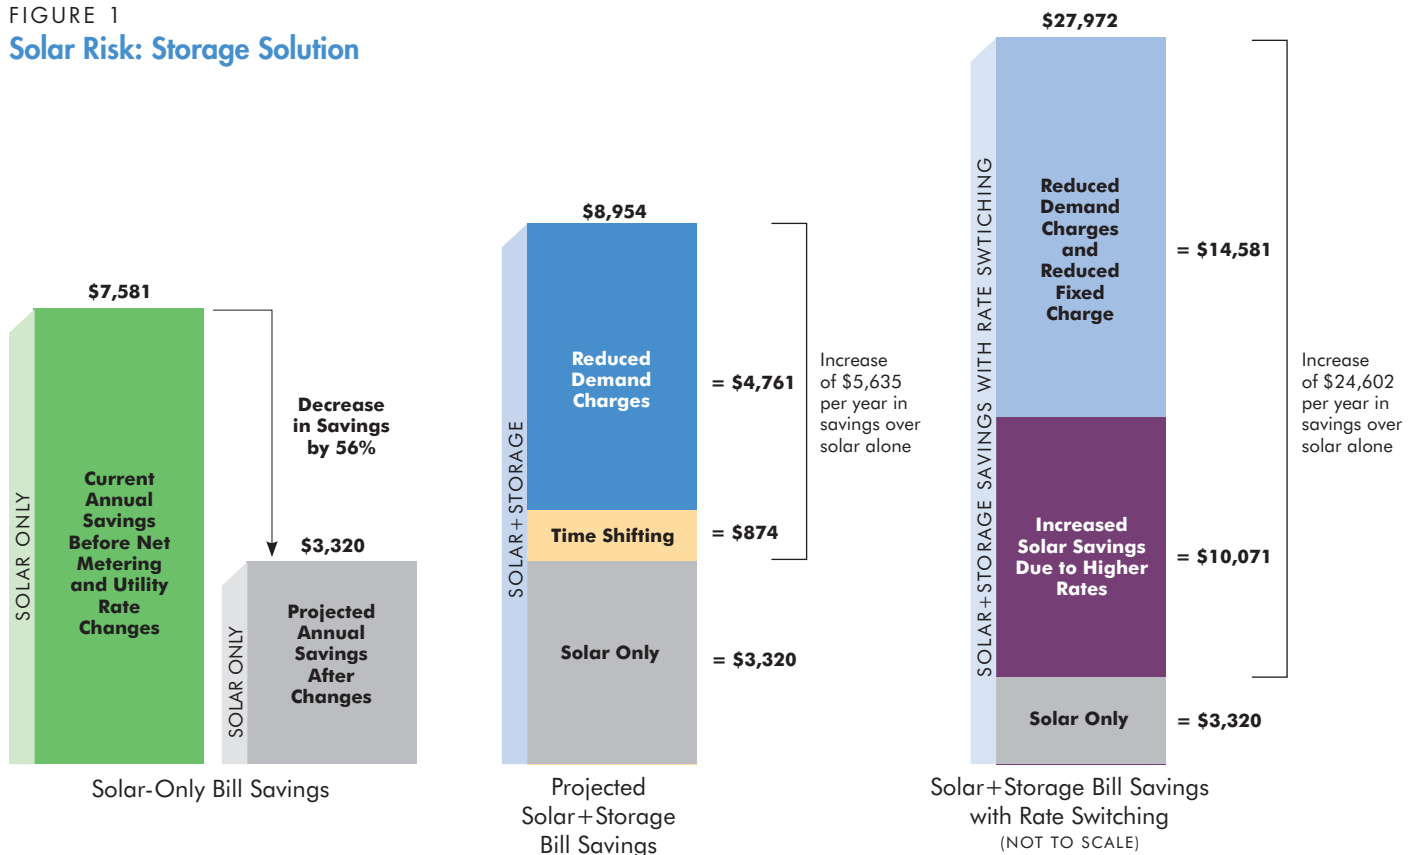 FIGURE 1
Solar Risk: Storage Solution
$7,581
SOLAR ONLY
Current
Annual
Savings
Before Net
Metering
and Utility
Rate
Changes
Decrease
in Savings
by 56%
$3,320
SOLAR ONLY
Projected
Annual
Savings
After
Changes
Solar-Only Bill Savings
$8,954
SOLAR+STORAGE
Reduced
Demand
Charges
= $4,761
Time Shifting
= $874
Solar Only
= $3,320
Increase
of $5,635
per year in
savings over
solar alone
Projected
Solar+Storage
Bill Savings
$27,972
SOLAR+STORAGE SAVINGS WITH RATE SWTICHING
Reduced
Demand
Charges
and
Reduced
Fixed
Charge
= $14,581
Increased
Solar Savings
Due to Higher
Rates
= $10,071
Solar Only
= $3,320
Increase
of $24,602
per year in
savings over
solar alone
Solar+Storage Bill Savings
with Rate Switching
(NOT TO SCALE)